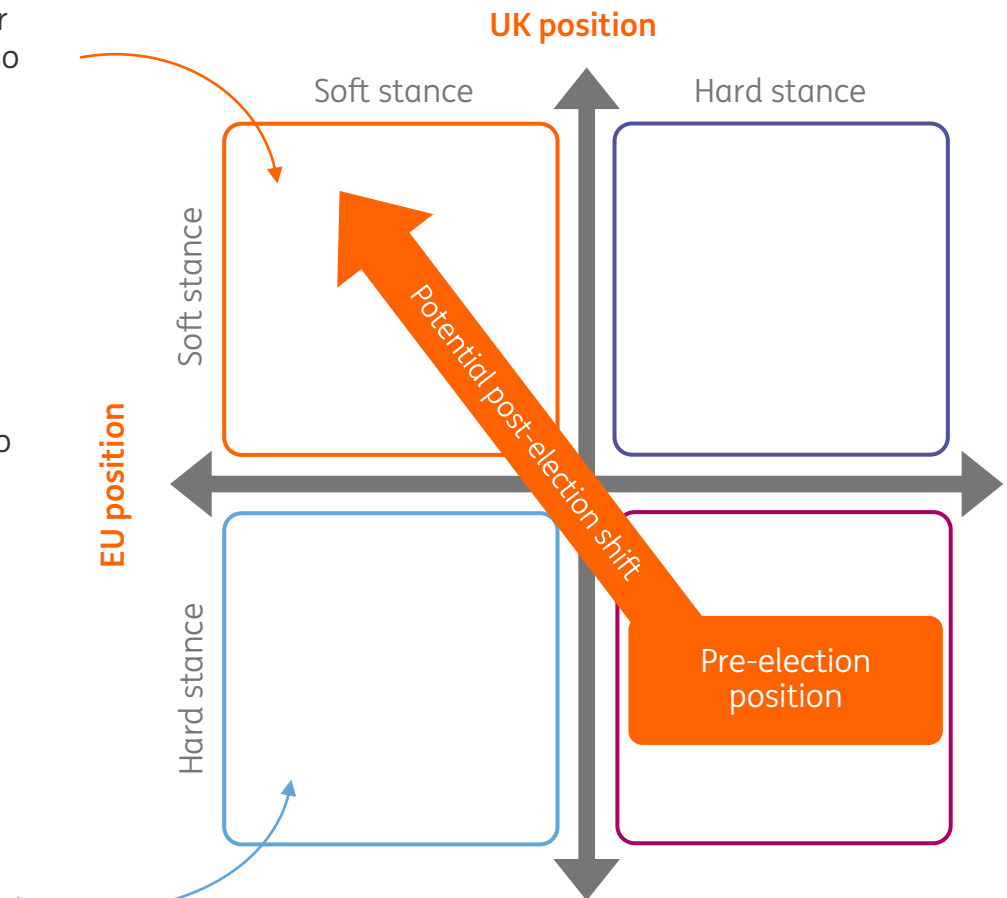 r
so
UK position
Soft stance
Hard stance
Soft stance
Potential post-election shift
o
EU position
Hard stance
Pre-election
position